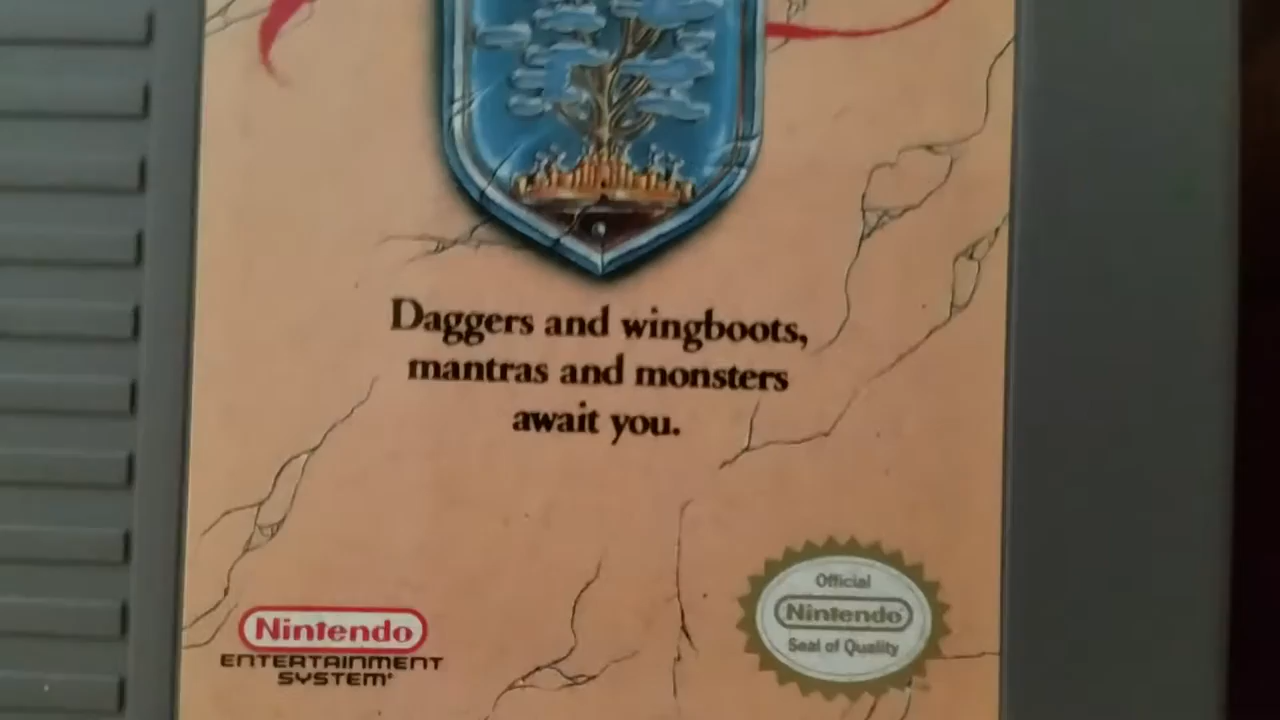 Daggers and wingboots,
mantras and monsters
await you.
Nintendo
ENTERTAINMENT
SYSTEM
Official
Nintendo
Seal of Quality